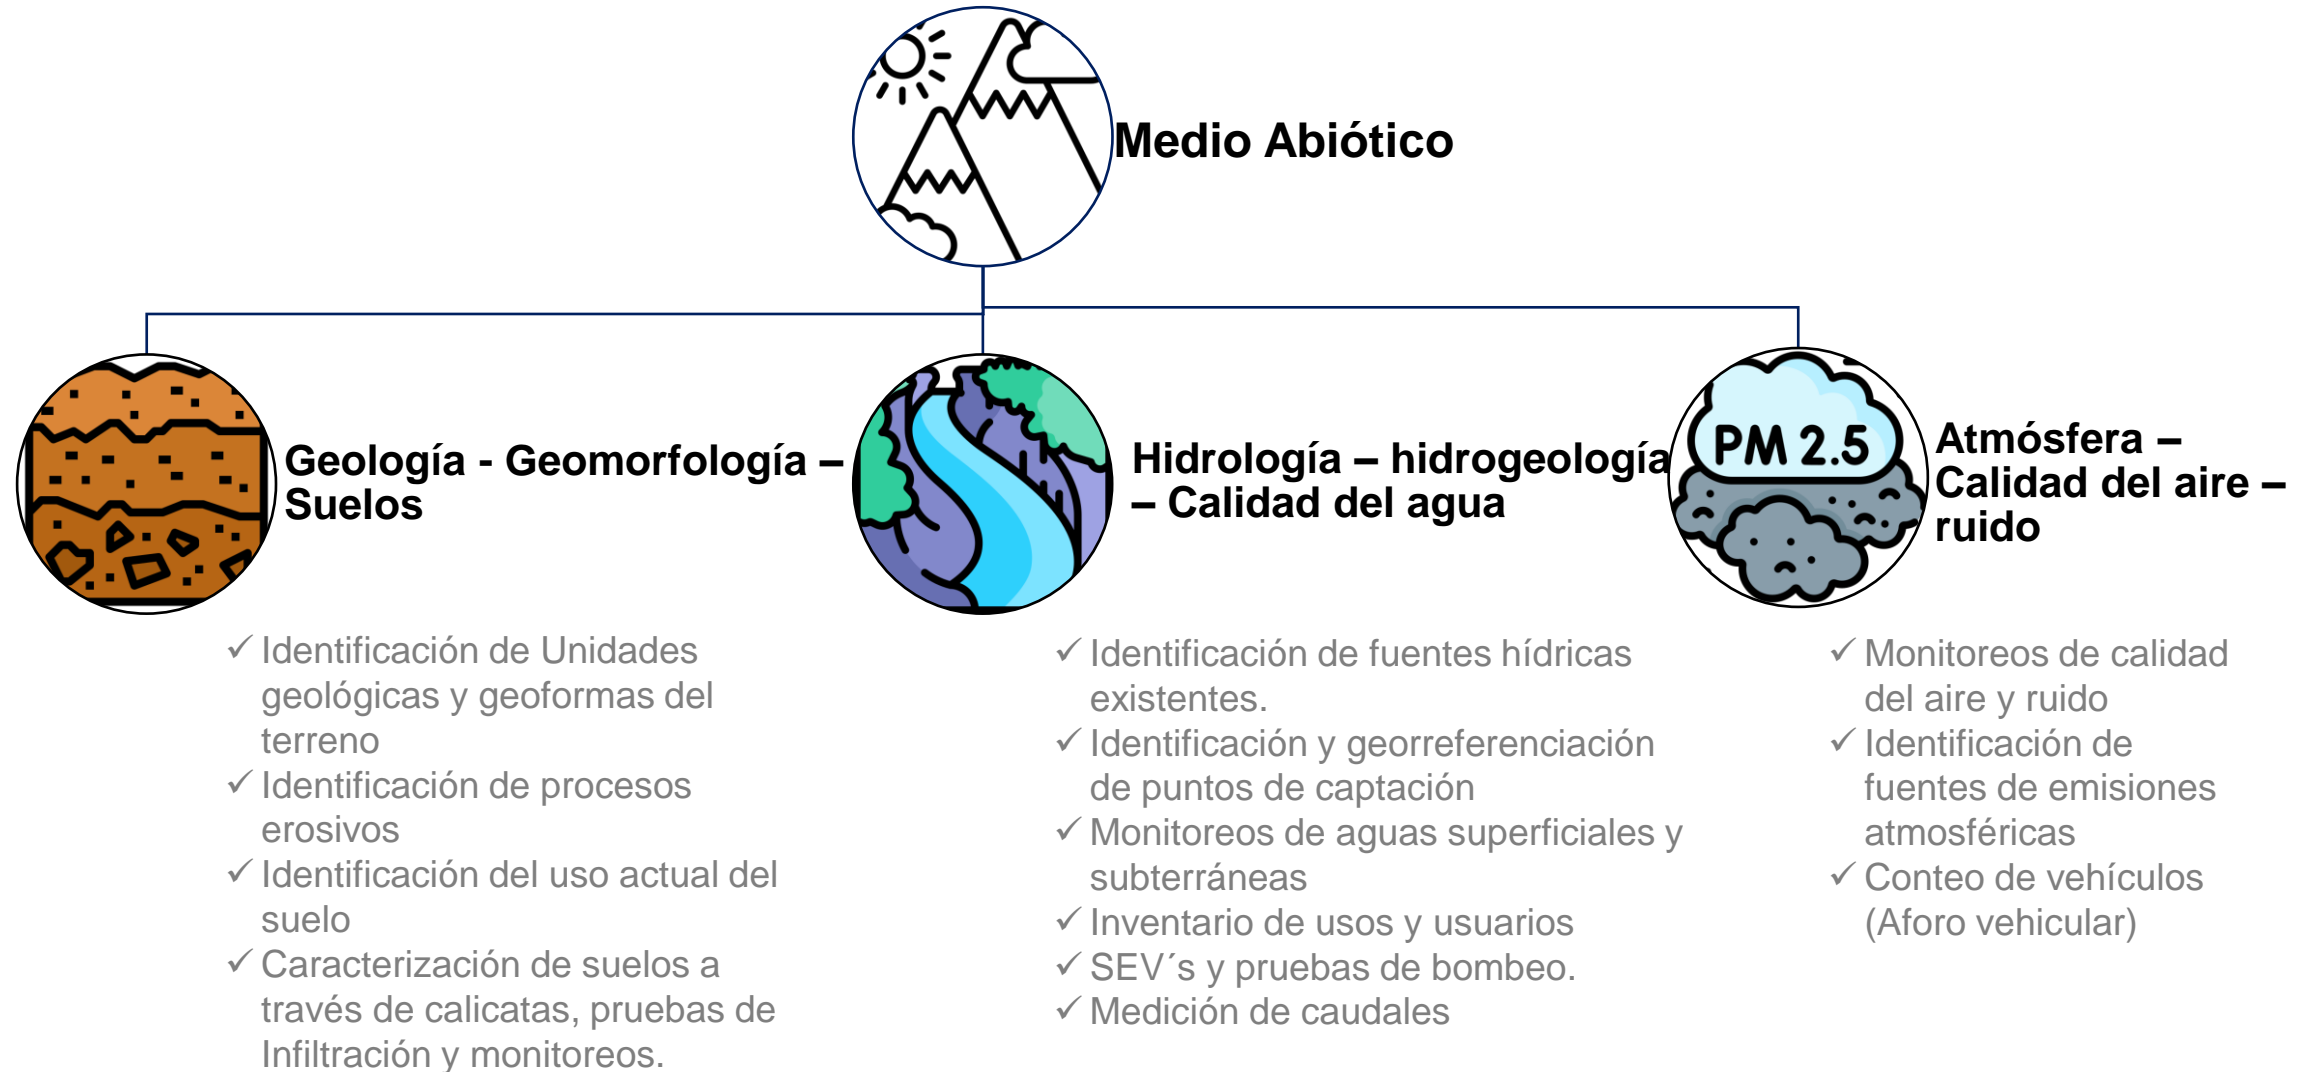 Medio Abiótico
Geología - Geomorfología –
Suelos
✓ Identificación de Unidades
geológicas y geoformas del
terreno
✓ Identificación de procesos
erosivos
✓ Identificación del uso actual del
suelo
✓ Caracterización de suelos a
través de calicatas, pruebas de
Infiltración y monitoreos.
Hidrología – hidrogeología
– Calidad del agua
✓ Identificación de fuentes hídricas
existentes.
✓ Identificación y georreferenciación
de puntos de captación
✓ Monitoreos de aguas superficiales y
subterráneas
✓ Inventario de usos y usuarios
✓ SEV´s y pruebas de bombeo.
✓ Medición de caudales
PM 2.5
Atmósfera –
Calidad del aire –
ruido
✓ Monitoreos de calidad
del aire y ruido
✓ Identificación de
fuentes de emisiones
atmosféricas
✓ Conteo de vehículos
(Aforo vehicular)